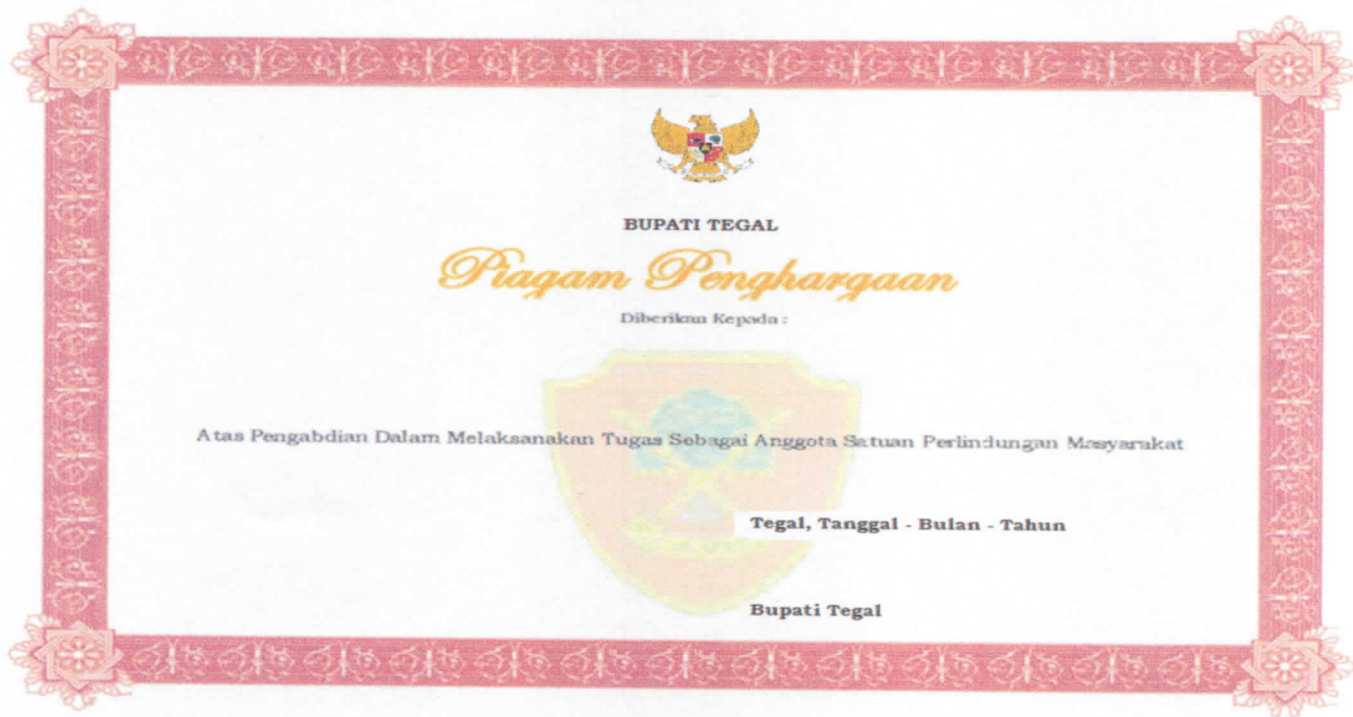 BUPATI TEGAL
Piagam Penghargaan
Diberikan Kepada :
Atas Pengabdian Dalam Melaksanakan Tugas Sebagai Anggota Satuan Perlindungan Masyarakat
Tegal, Tanggal - Bulan - Tahun
Bupati Tegal